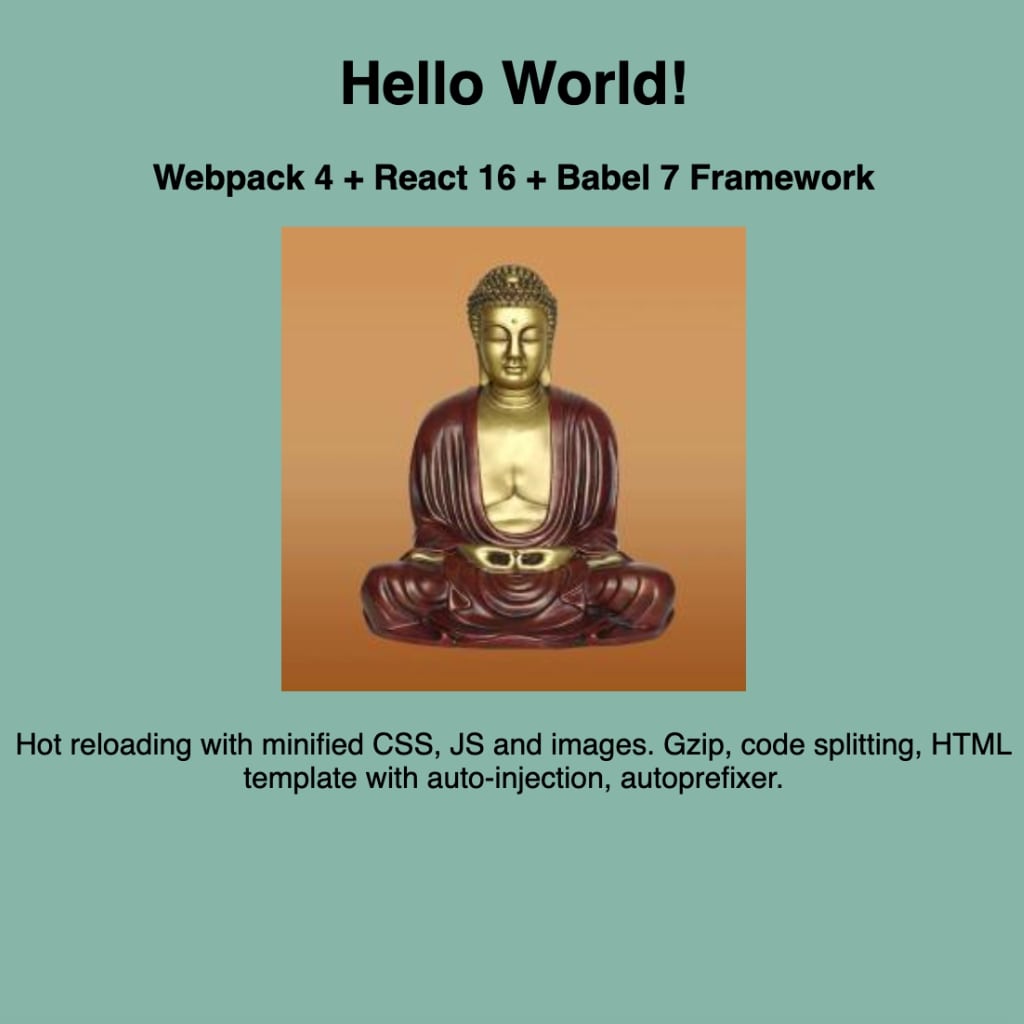 Hello World!
Webpack 4 + React 16 + Babel 7 Framework
Hot reloading with minified CSS, JS and images. Gzip, code splitting, HTML
template with auto-injection, autoprefixer.